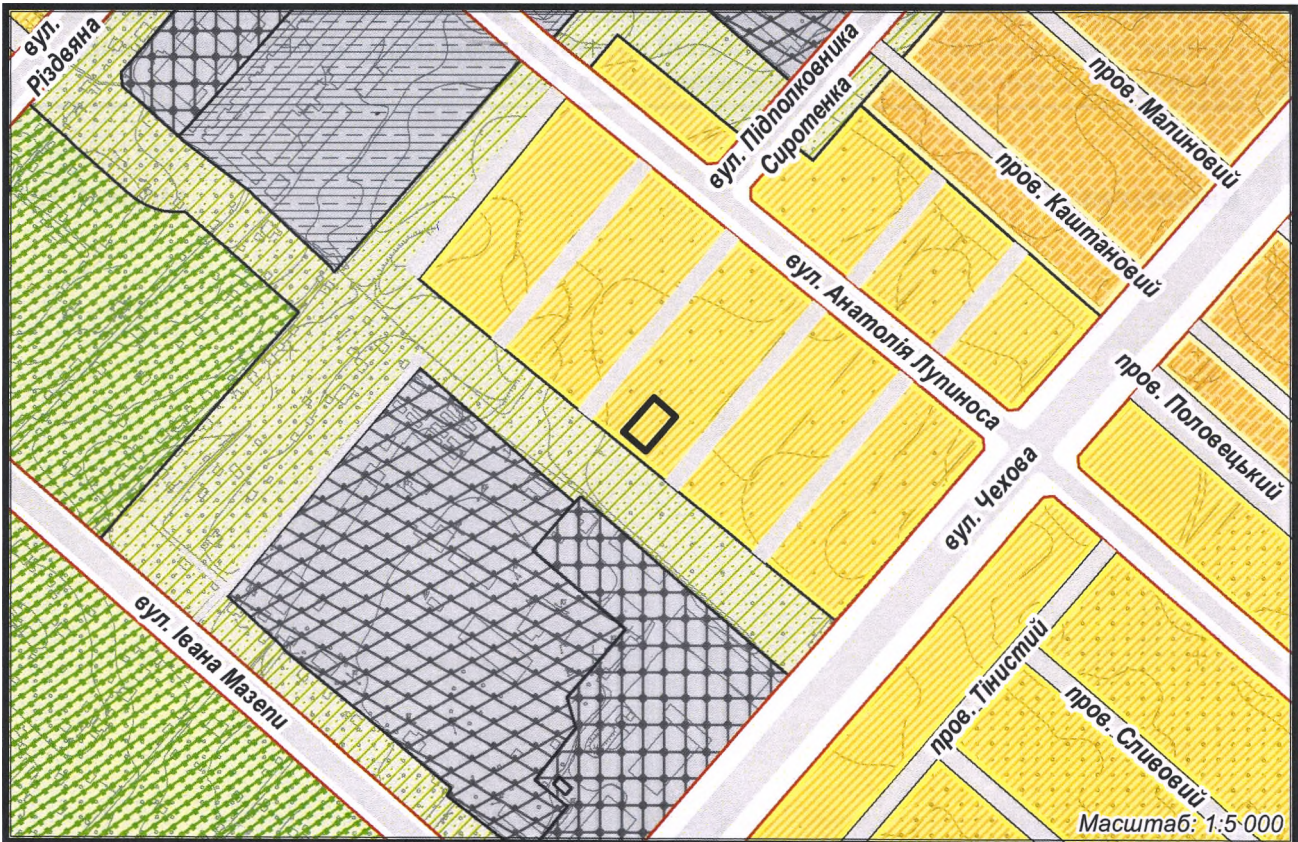 вул.
Різдвяна
вул. Підполковника
Сиротенка
пров. Малиновий
пров. Каштановий
вул. Анатолія Лупиноса
пров. Половецький
вул. Чехова
вул. Івана Мазепи
пров. Тінистий
пров. Сливовий
Масштаб: 1:5 000